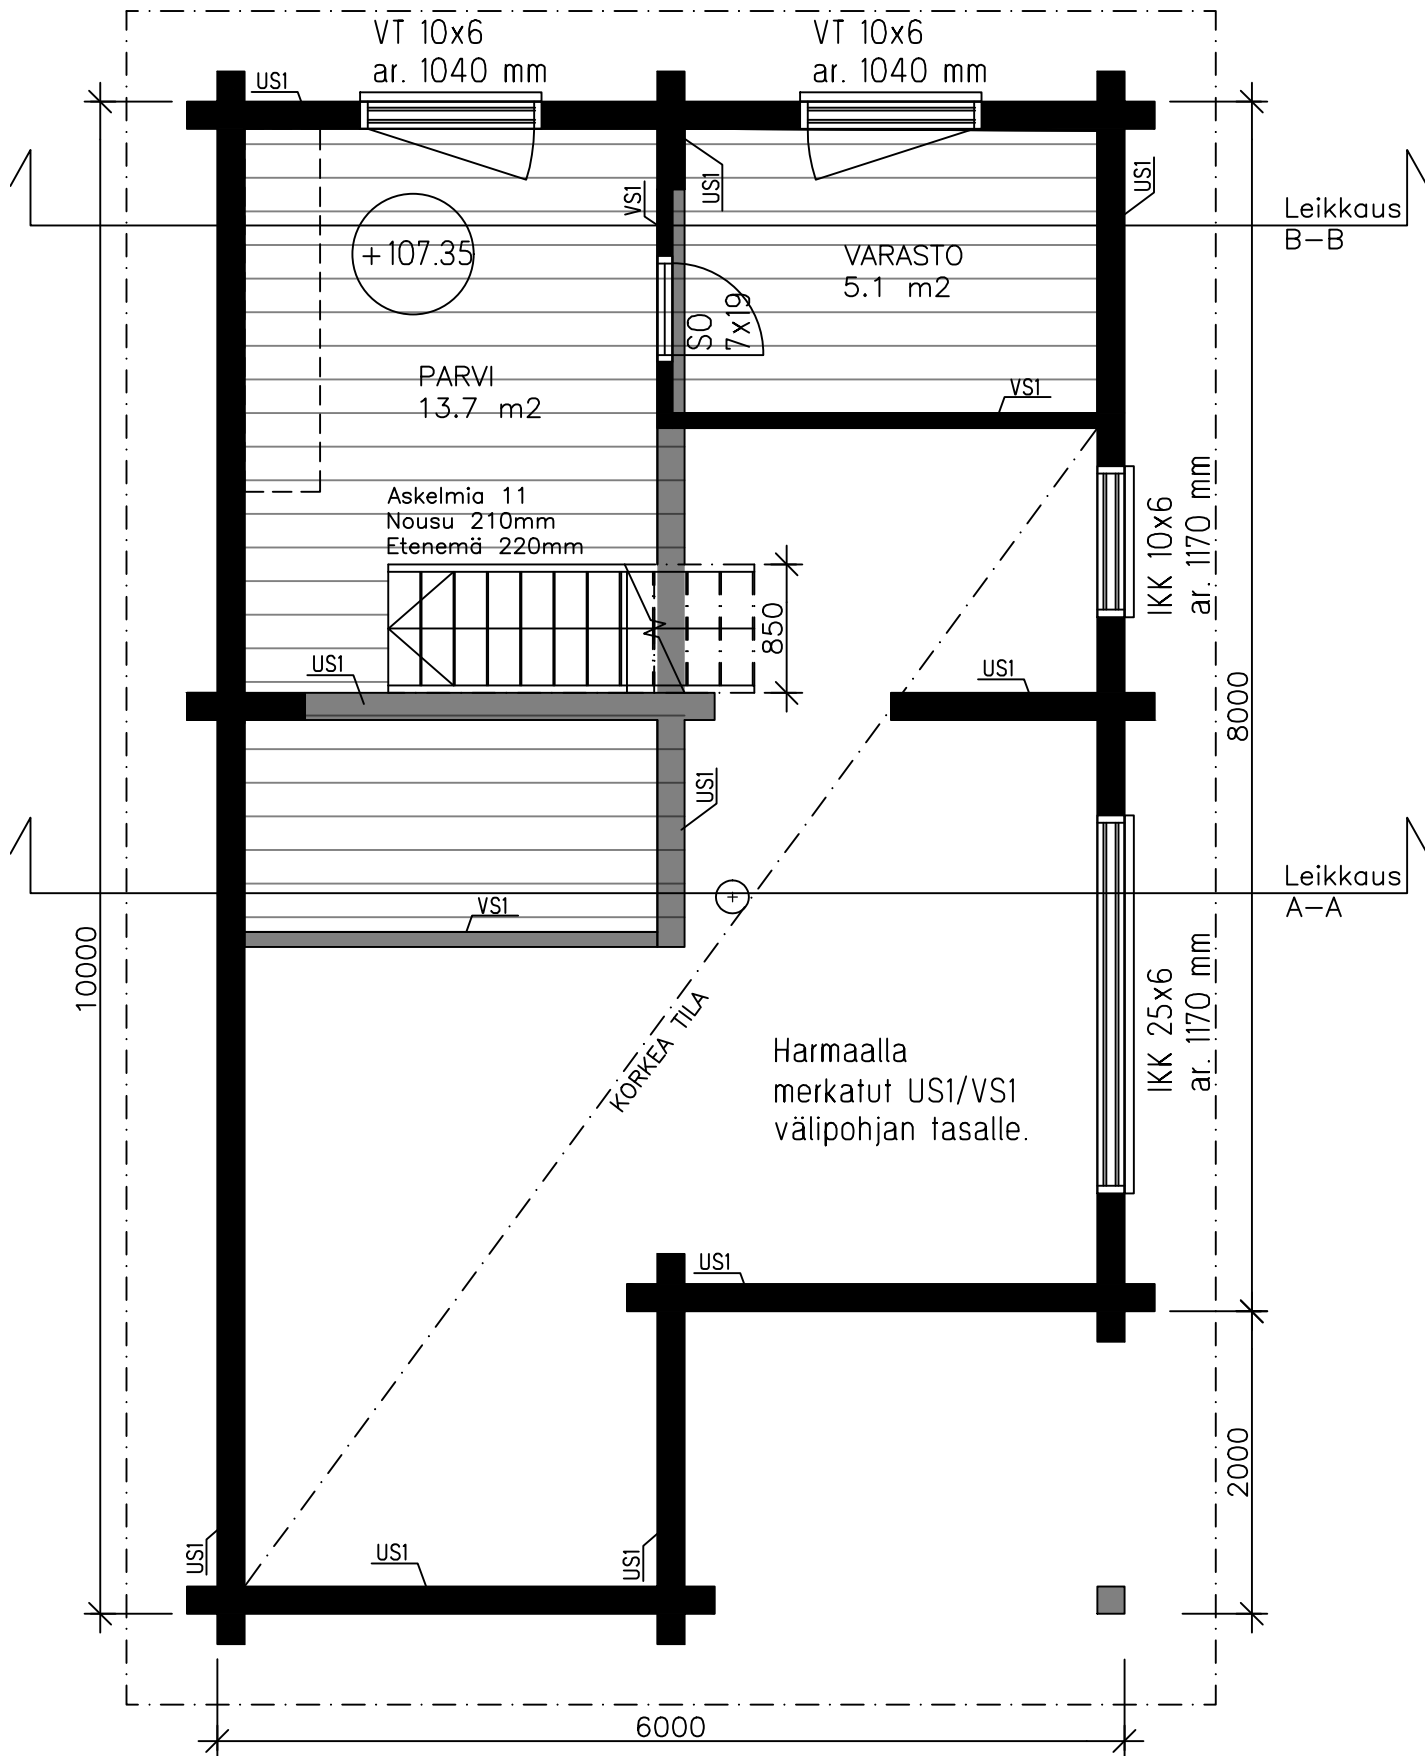 VT 10x6
ar. 1040 mm
VT 10x6
ar. 1040 mm
US1
US1
VS1
US1
Leikkaus
B-B
+107.35
VARASTO
5.1 m2
SO
7x19
PARVI
13.7 m2
VS1
Askelmia 11
Nousu 210mm
Etenemä 220mm
IKK 10x6
ar. 1170 mm
850
US1
US1
8000
US1
Leikkaus
A-A
VS1
10000
IKK 25x6
ar. 1170 mm
KORKEA TILA
Harmaalla
merkatut US1/VS1
välipohjan tasalle.
US1
2000
US1
US1
US1
6000